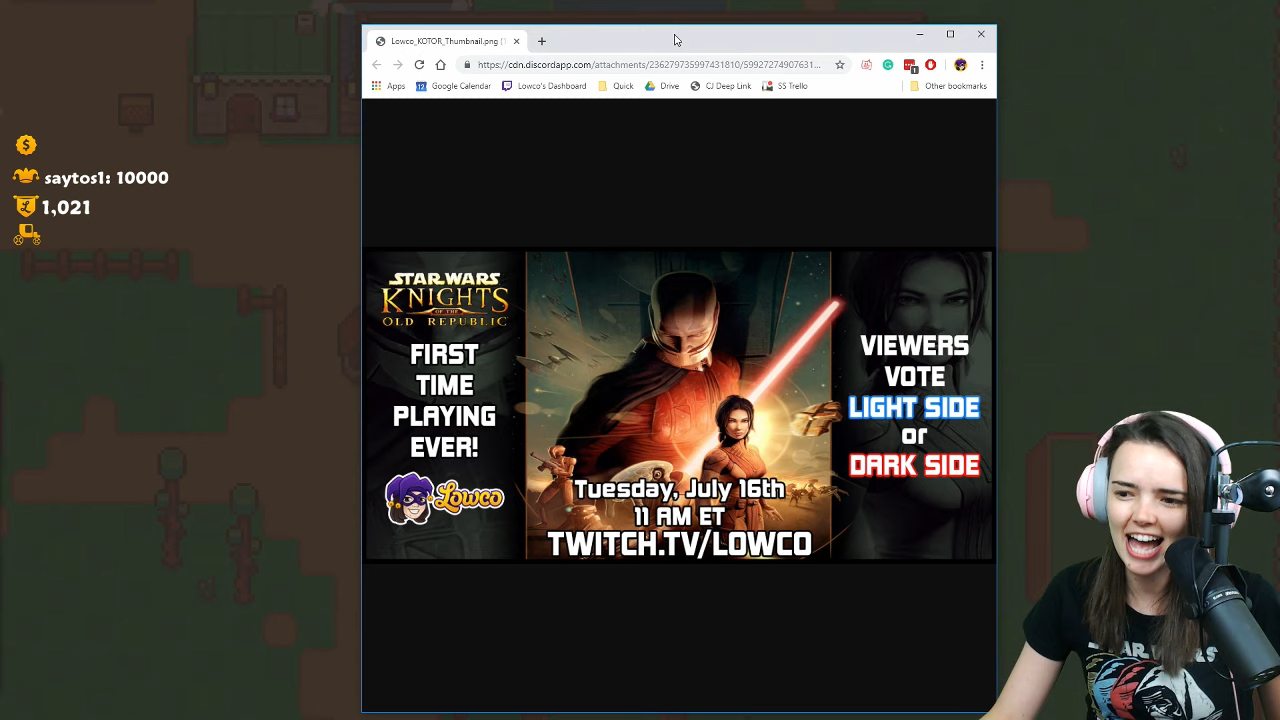 Lowco_KOTOR_Thumbnail.png (
https://cdn.discordapp.com/attachments/236279735997431810/59927274907631...
Apps
Google Calendar
Lowco's Dashboard
Quick
Drive
CJ Deep Link
SS Trello
Other bookmarks
saytos1: 10000
1,021
STAR WARS
KNIGHTS
OF THE
OLD REPUBLIC
FIRST
TIME
PLAYING
EVER!
Lowco
Tuesday, July 16th
11 AM ET
TWITCH.TV/LOWCO
VIEWERS
VOTE
LIGHT SIDE
or
DARK SIDE